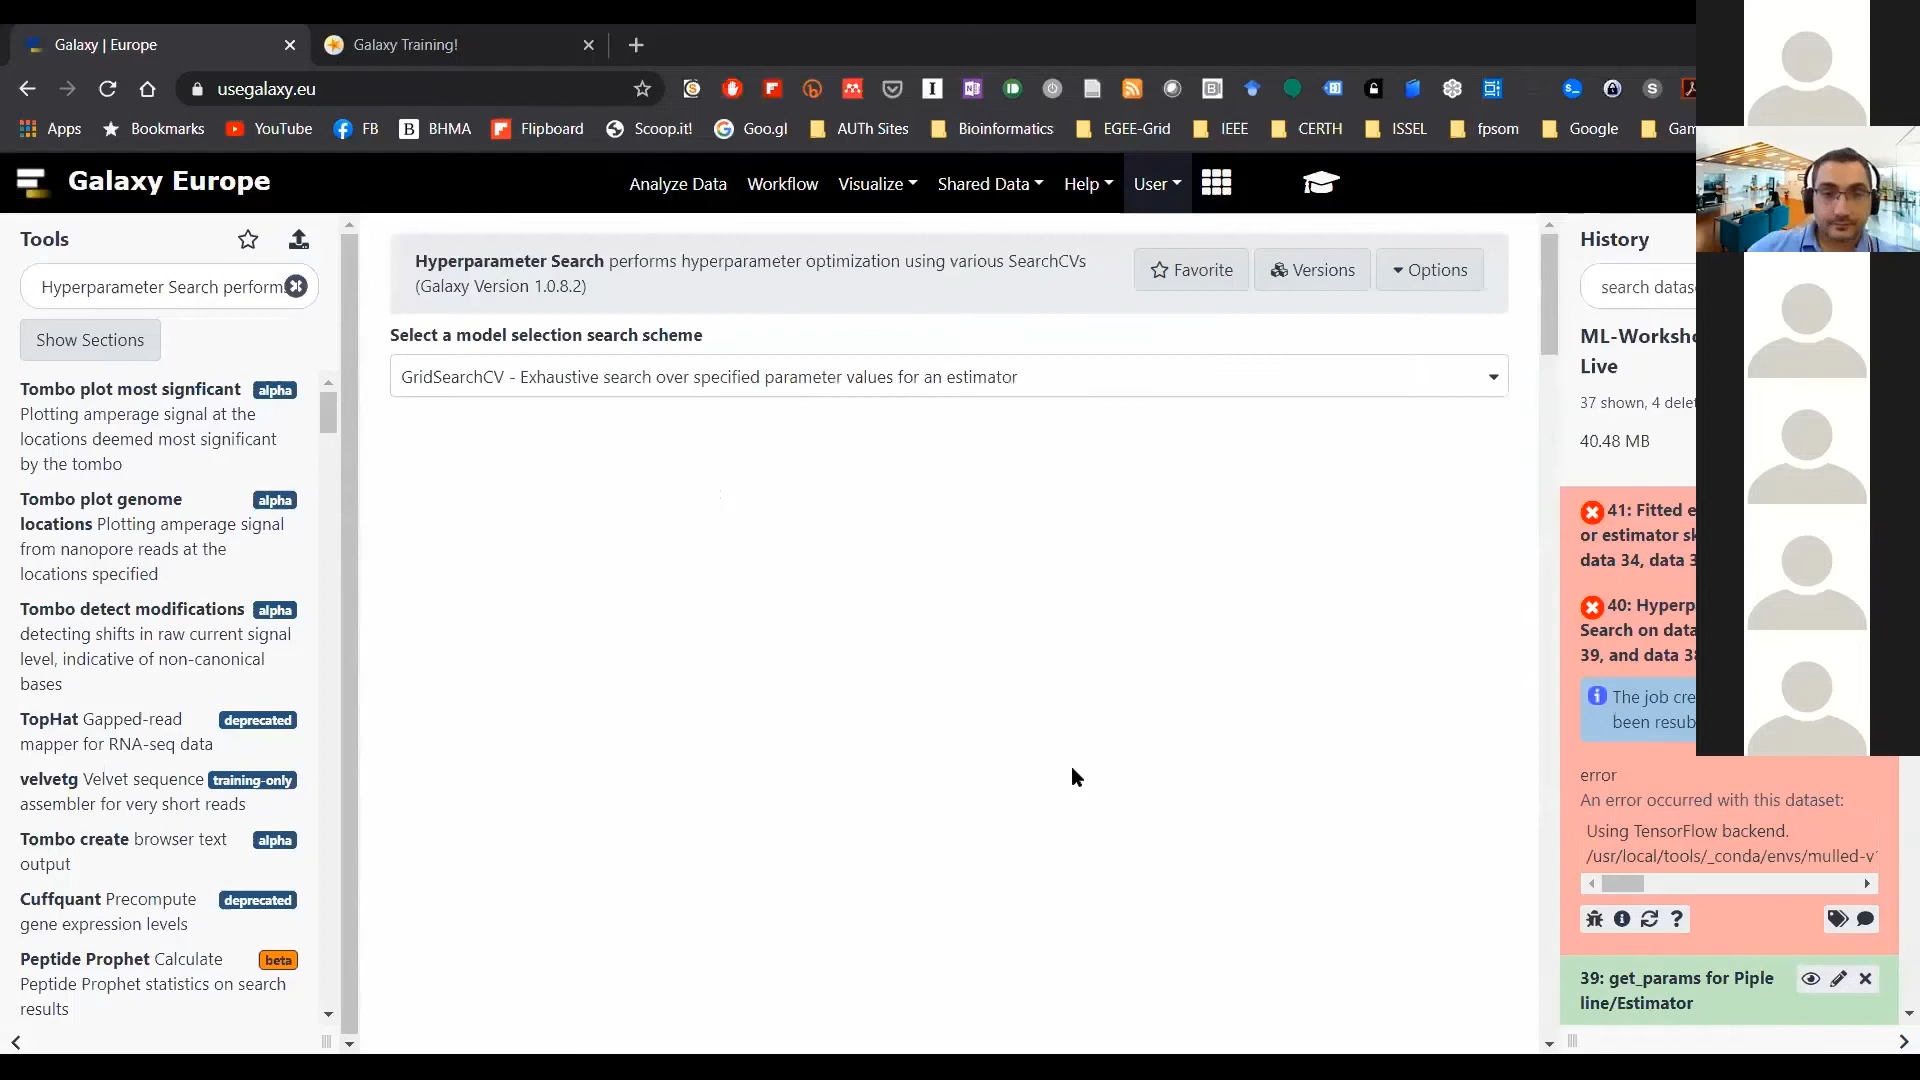 Galaxy | Europe
Galaxy Training!
usegalaxy.eu
Apps
Bookmarks
YouTube
FB
BHMA
Flipboard
Scoop.it!
Goo.gl
AUTh Sites
Bioinformatics
EGEE-Grid
IEEE
CERTH
ISSEL
fpsom
Google
Gam
Galaxy Europe
Analyze Data
Workflow
Visualize
Shared Data
Help
User
Tools
Hyperparameter Search perform
Show Sections
Tombo plot most signficant alpha
Plotting amperage signal at the
locations deemed most significant
by the tombo
Tombo plot genome alpha
locations Plotting amperage signal
from nanopore reads at the
locations specified
Tombo detect modifications alpha
detecting shifts in raw current signal
level, indicative of non-canonical
bases
TopHat Gapped-read deprecated
mapper for RNA-seq data
velvetg Velvet sequence training-only
assembler for very short reads
Tombo create browser text alpha
output
Cuffquant Precompute deprecated
gene expression levels
Peptide Prophet Calculate beta
Peptide Prophet statistics on search
results
Hyperparameter Search performs hyperparameter optimization using various SearchCVs
(Galaxy Version 1.0.8.2)
Favorite
Versions
Options
Select a model selection search scheme
GridSearchCV - Exhaustive search over specified parameter values for an estimator
History
search datas
ML-Worksho
Live
37 shown, 4 delet
40.48 MB
41: Fitted e
or estimator sk
data 34, data 3
40: Hyperp
Search on data
39, and data 38
The job cre
been resub
error
An error occurred with this dataset:
Using TensorFlow backend.
/usr/local/tools/_conda/envs/mulled-v
39: get_params for Piple
line/Estimator